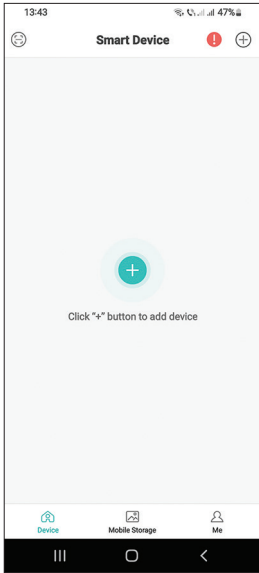 13:43 47%
Smart Device
Click "+" button to add device
Device Mobile Storage Me